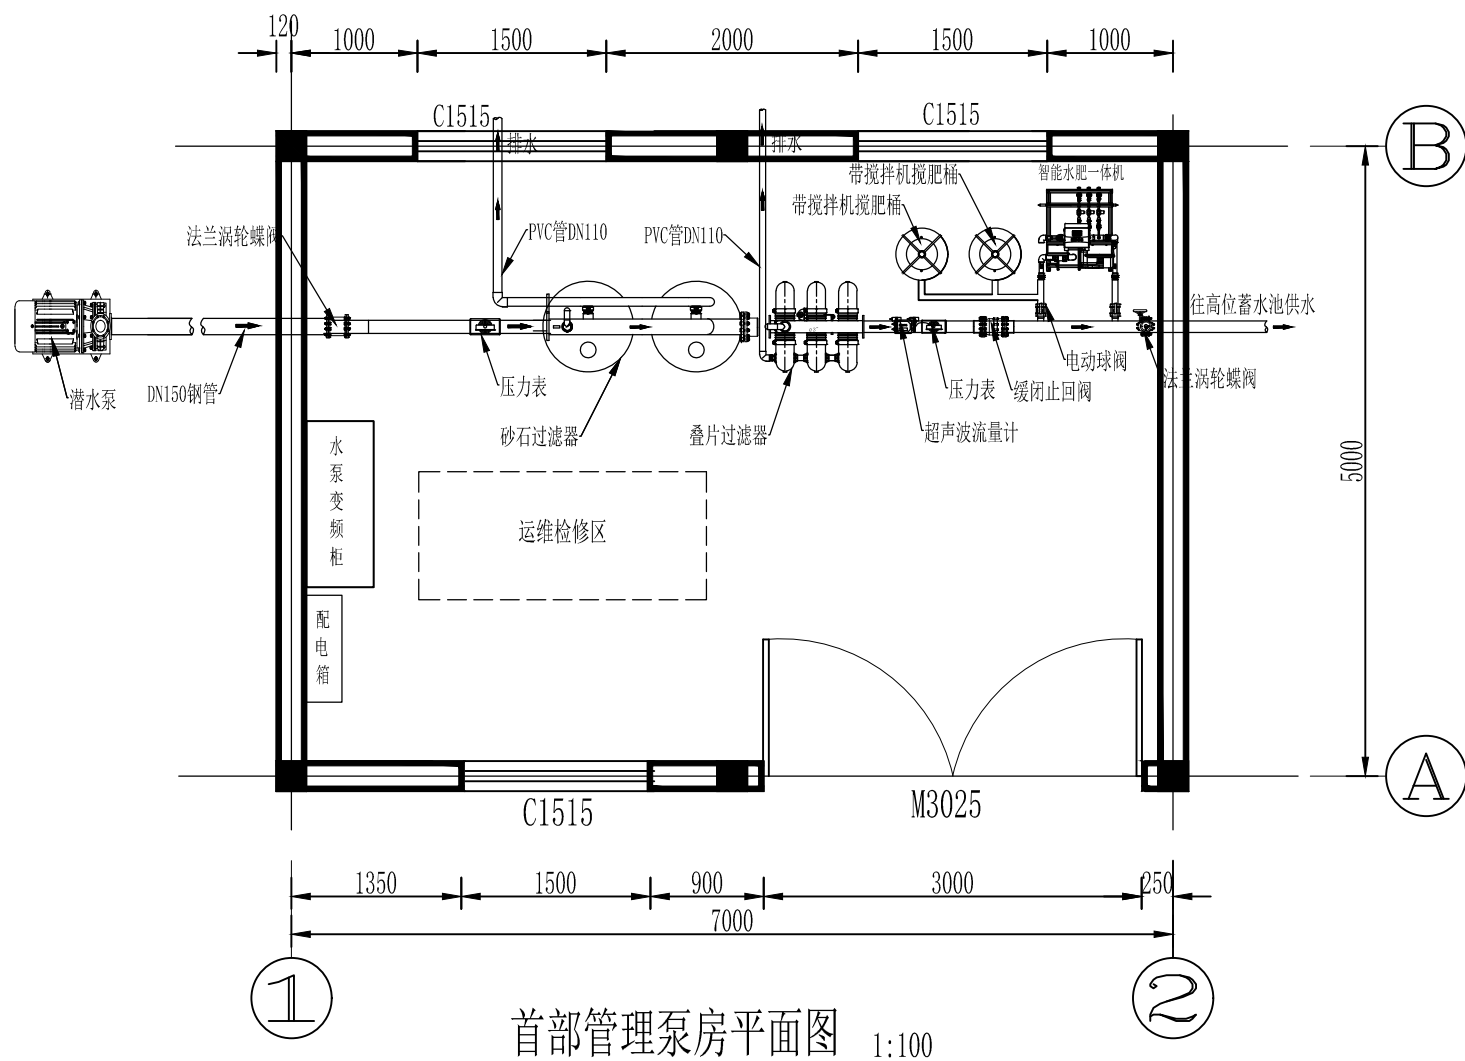 120
1000
1500
2000
1500
1000
C1515
C1515
排水
排水
B
智能水肥一体机
带搅拌机搅肥桶
带搅拌机搅肥桶
法兰涡轮蝶阀
PVC管DN110
PVC管DN110
往高位蓄水池供水
潜水泵
DN150钢管
压力表
电动球阀
压力表
缓闭止回阀
法兰涡轮蝶阀
砂石过滤器
叠片过滤器
超声波流量计
水泵变频柜
5000
运维检修区
配电箱
C1515
M3025
A
1350
1500
900
3000
250
7000
1
2
首部管理泵房平面图 1:100